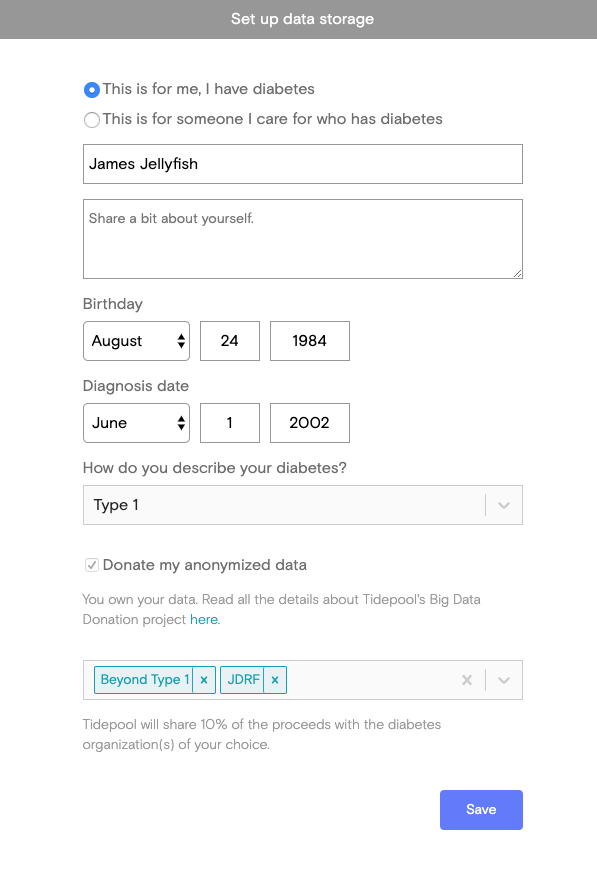 Set up data storage
This is for me, I have diabetes
This is for someone I care for who has diabetes
James Jellyfish
Share a bit about yourself.
Birthday
August 24 1984
Diagnosis date
June 1 2002
How do you describe your diabetes?
Type 1
Donate my anonymized data
You own your data. Read all the details about Tidepool's Big Data
Donation project here.
Beyond Type 1 × JDRF ×
Tidepool will share 10% of the proceeds with the diabetes
organization(s) of your choice.
Save